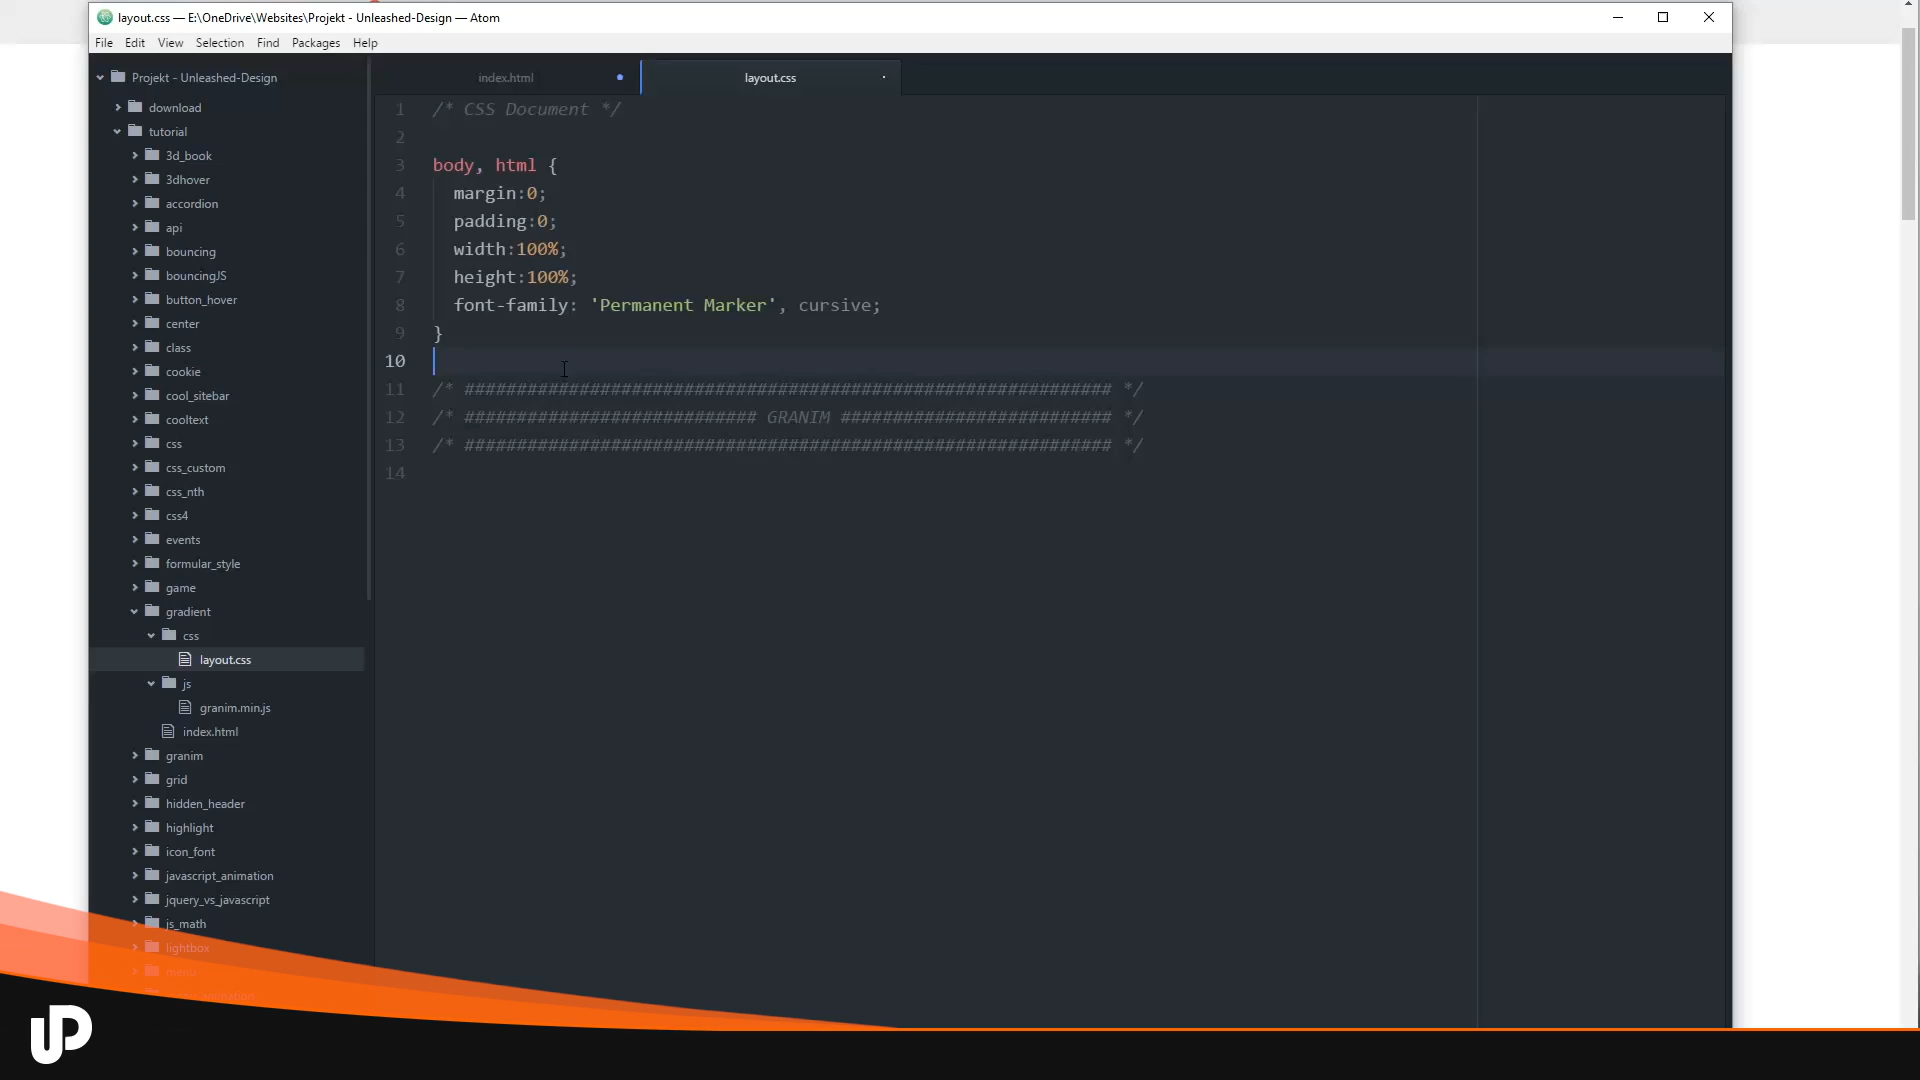 layout.css — E:\OneDrive\Websites\Projekt - Unleashed-Design — Atom
File Edit View Selection Find Packages Help
Projekt - Unleashed-Design
download
tutorial
3d_book
3dhover
accordion
api
bouncing
bouncingJS
button_hover
center
class
cookie
cool_sitebar
cooltext
css
css_custom
css_nth
css4
events
formular_style
game
gradient
css
layout.css
js
granim.min.js
index.html
granim
grid
hidden_header
highlight
icon_font
javascript_animation
jquery_vs_javascript
js_math
lightbox
menu
index.html
layout.css
1 /* CSS Document */
2
3 body, html {
4 margin:0;
5 padding:0;
6 width:100%;
7 height:100%;
8 font-family: 'Permanent Marker', cursive;
9 }
10
11 /* ############################################################## */
12 /* ############################ GRANIM ########################## */
13 /* ############################################################## */
14
UP